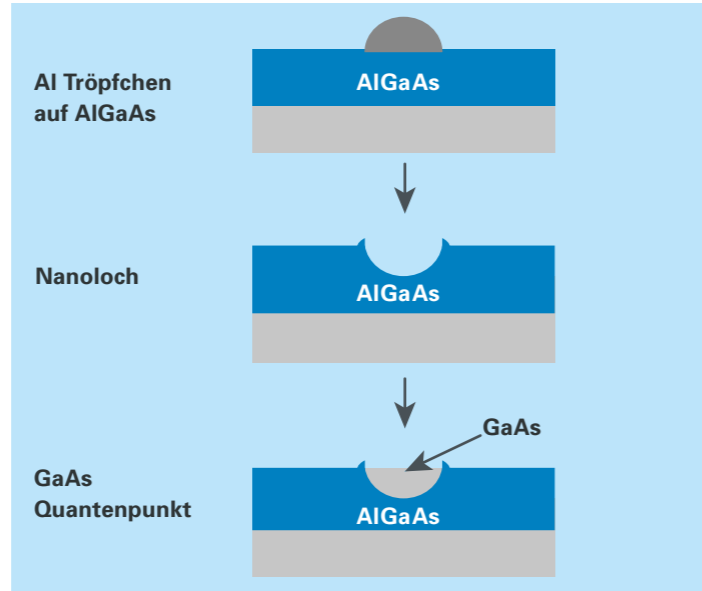 Al Tröpfchen
auf AlGaAs
AlGaAs
Nanoloch
AlGaAs
GaAs
GaAs
Quantenpunkt
AlGaAs